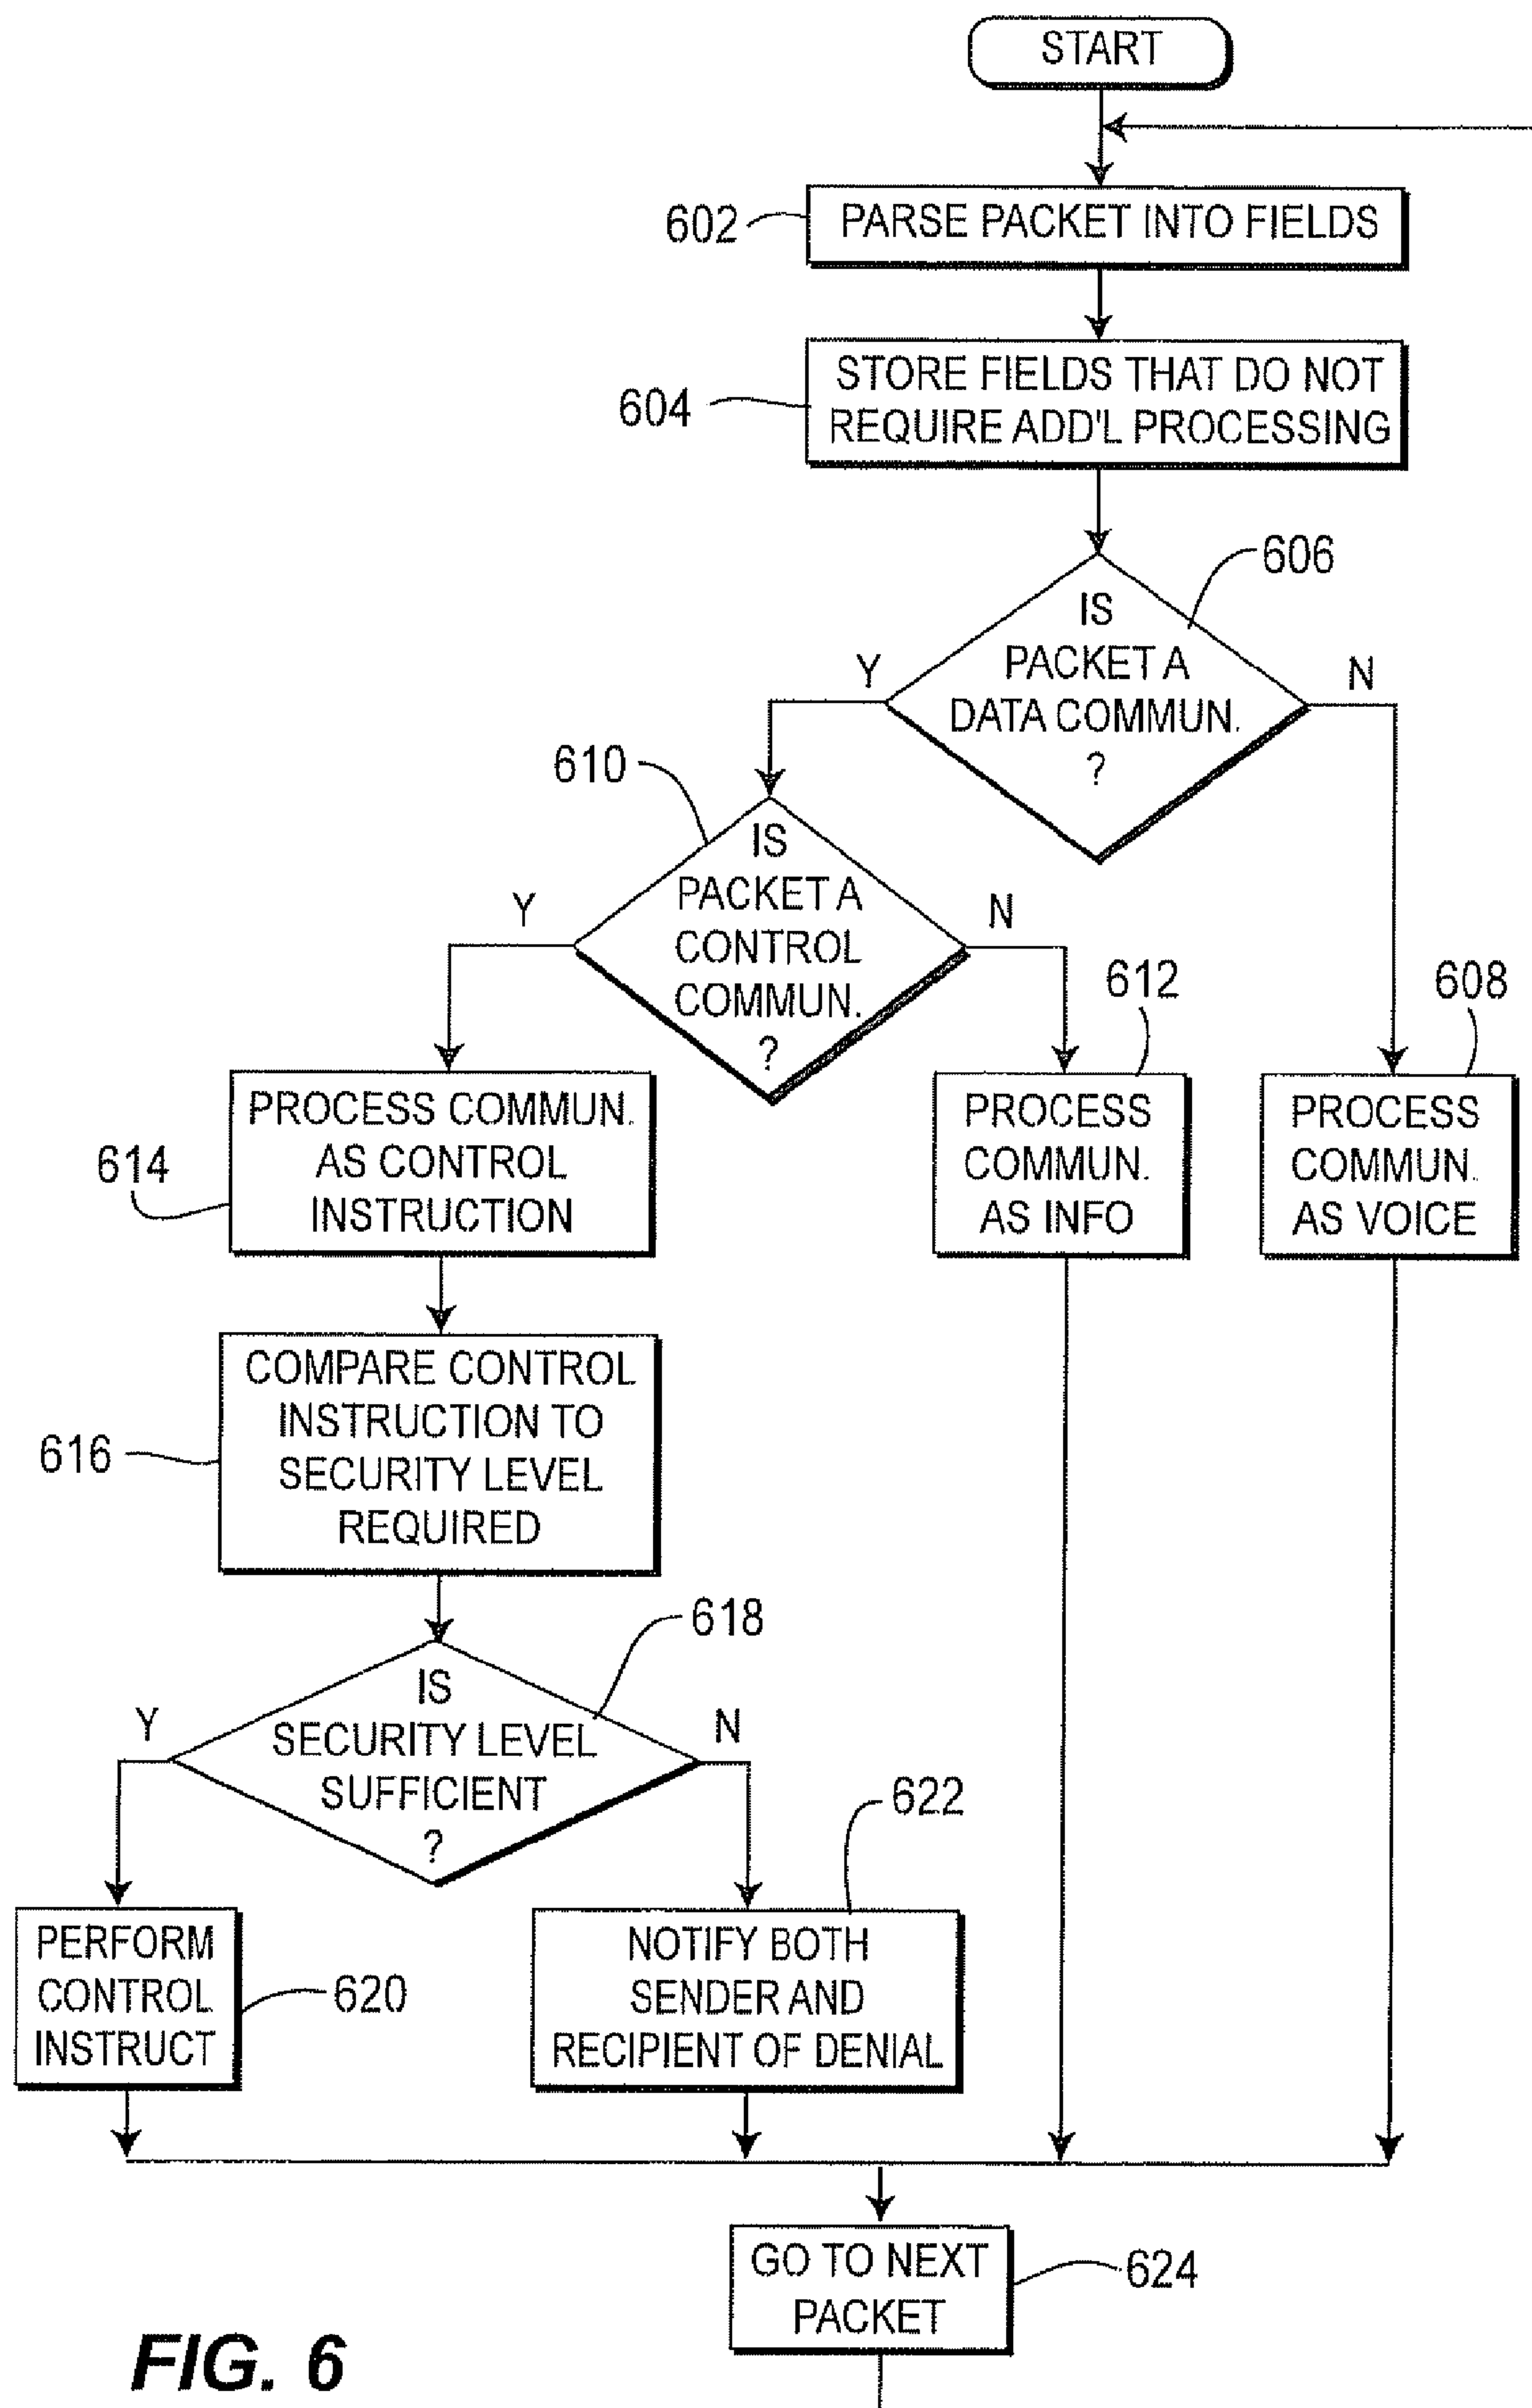 START
602
PARSE PACKET INTO FIELDS
604
STORE FIELDS THAT DO NOT
REQUIRE ADD'L PROCESSING
606
IS
PACKET A
DATA COMMUN.
?
Y
N
610
IS
PACKET A
CONTROL
COMMUN.
?
Y
N
612
608
614
PROCESS COMMUN.
AS CONTROL
INSTRUCTION
PROCESS
COMMUN.
AS INFO
PROCESS
COMMUN.
AS VOICE
616
COMPARE CONTROL
INSTRUCTION TO
SECURITY LEVEL
REQUIRED
618
IS
SECURITY LEVEL
SUFFICIENT
?
Y
N
622
PERFORM
CONTROL
INSTRUCT
620
NOTIFY BOTH
SENDER AND
RECIPIENT OF DENIAL
GO TO NEXT
PACKET
624
FIG. 6